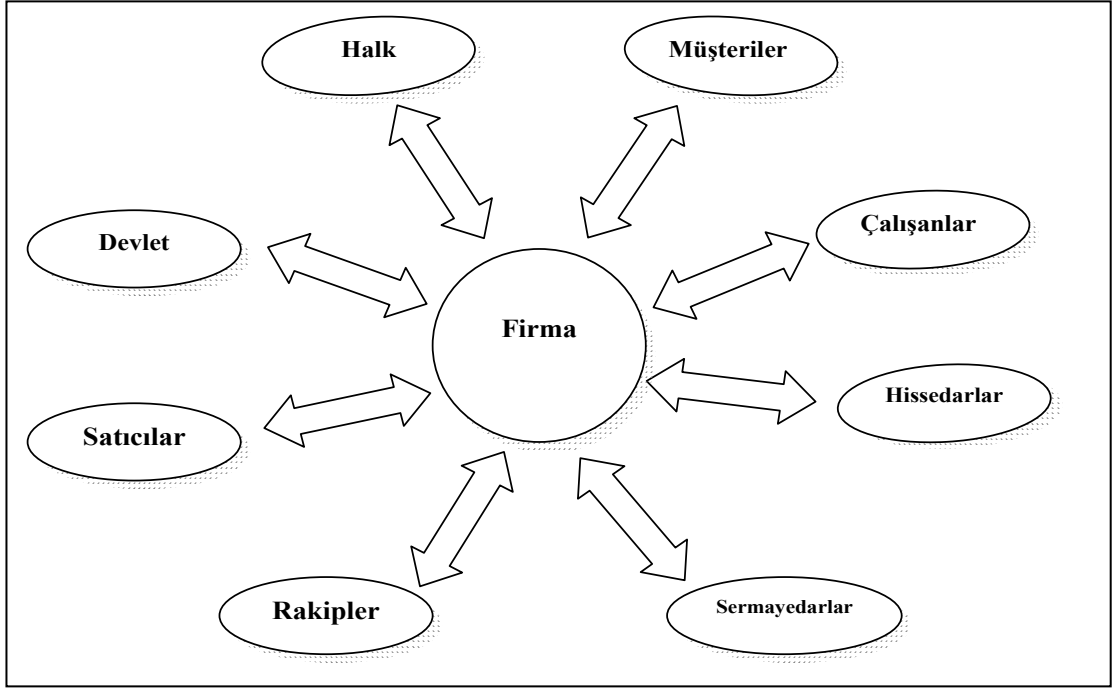 Halk
Müşteriler
Devlet
Çalışanlar
Firma
Satıcılar
Hissedarlar
Rakipler
Sermayedarlar